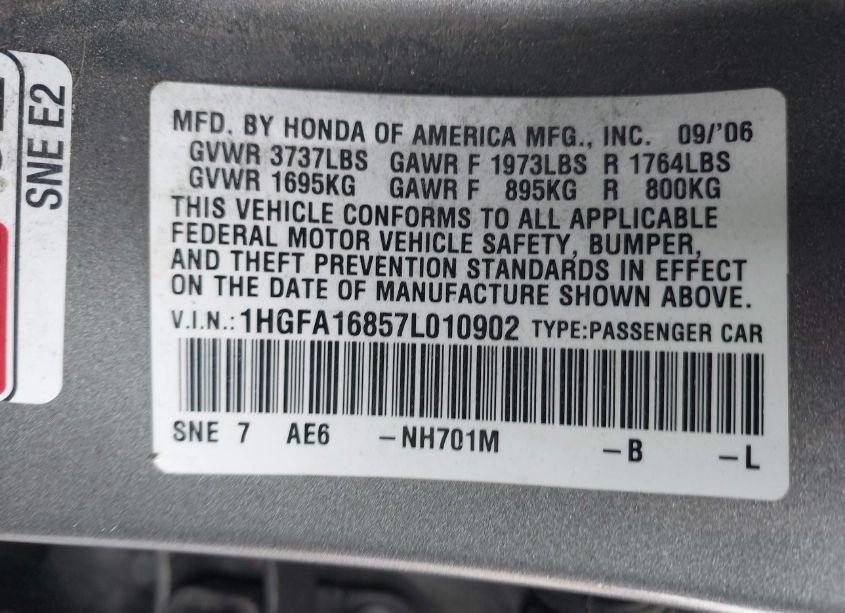 SNE E2
MFD. BY HONDA OF AMERICA MFG., INC. 09/'06
GVWR 3737LBS GAWR F 1973LBS R 1764LBS
GVWR 1695KG GAWR F 895KG R 800KG
THIS VEHICLE CONFORMS TO ALL APPLICABLE
FEDERAL MOTOR VEHICLE SAFETY, BUMPER,
AND THEFT PREVENTION STANDARDS IN EFFECT
ON THE DATE OF MANUFACTURE SHOWN ABOVE.
V.I.N.: 1HGFA16857L010902 TYPE:PASSENGER CAR
SNE 7 AE6 -NH701M -B -L